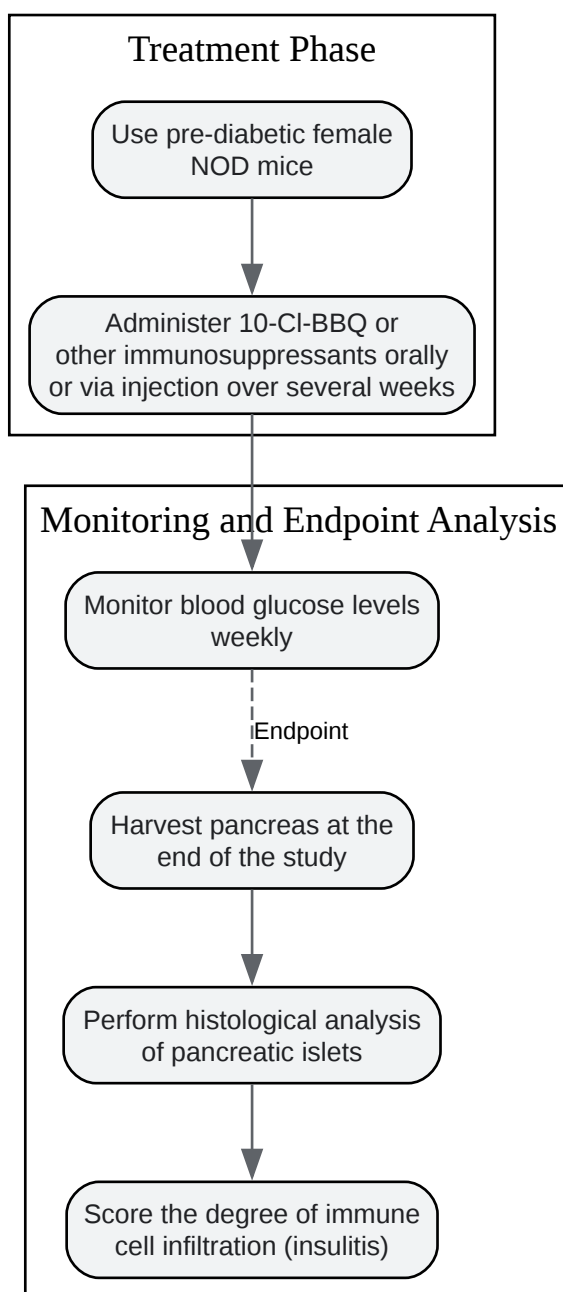 Treatment Phase
Use pre-diabetic female
NOD mice
Administer 10-Cl-BBQ or
other immunosuppressants orally
or via injection over several weeks
Monitoring and Endpoint Analysis
Monitor blood glucose levels
weekly
Endpoint
Harvest pancreas at the
end of the study
Perform histological analysis
of pancreatic islets
Score the degree of immune
cell infiltration (insulitis)